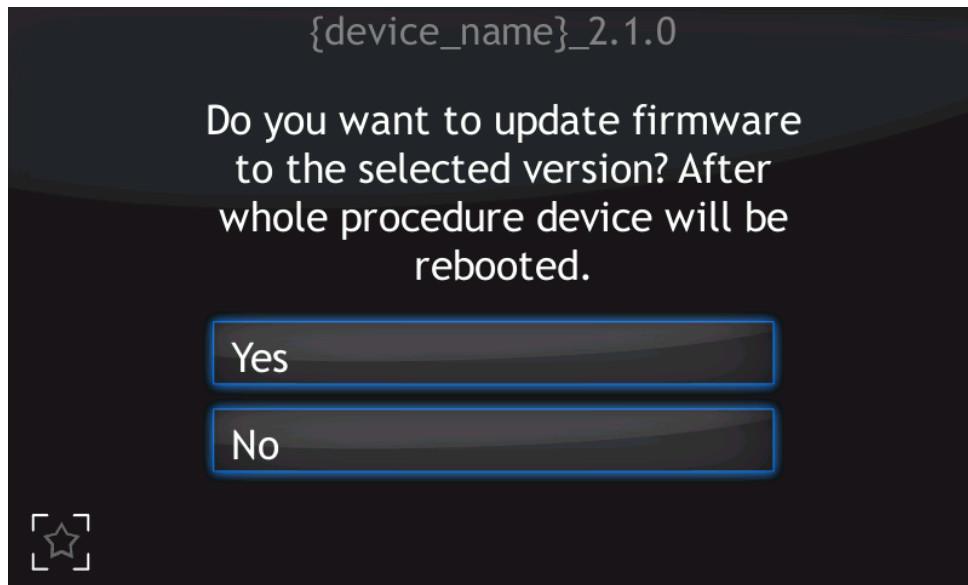 {device_name}_2.1.0
Do you want to update firmware
to the selected version? After
whole procedure device will be
rebooted.
Yes
No